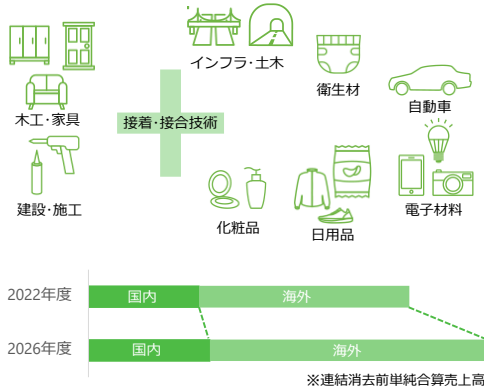 インフラ・土木
衛生材
自動車
木工・家具
接着・接合技術
建設・施工
化粧品
日用品
電子材料
2022年度
国内
海外
2026年度
国内
海外
※連結消去前単純合算売上高